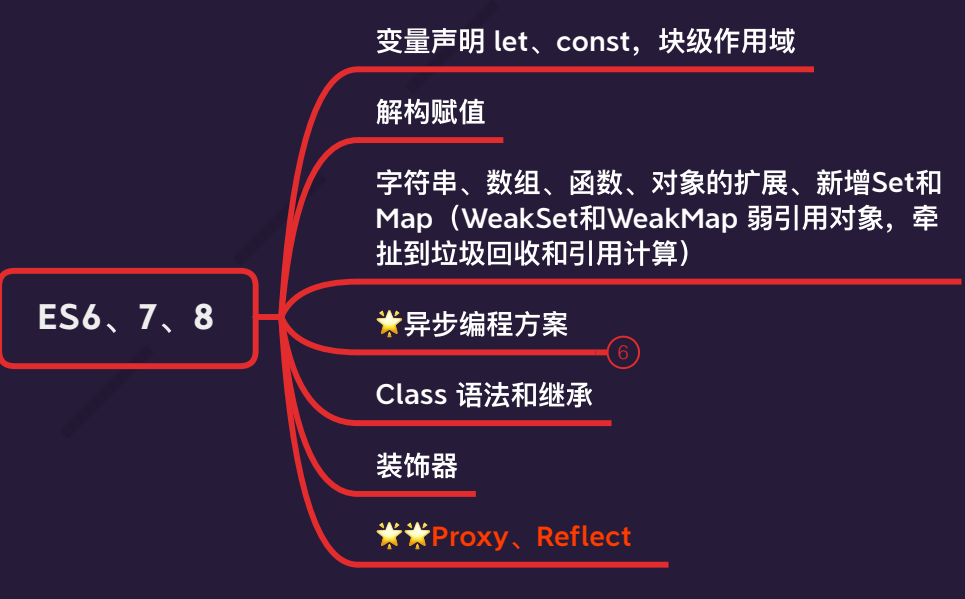 变量声明 let、const，块级作用域
解构赋值
字符串、数组、函数、对象的扩展、新增Set和
Map（WeakSet和WeakMap 弱引用对象，牵
扯到垃圾回收和引用计算）
ES6、7、8
🌟异步编程方案
6
Class 语法和继承
装饰器
🌟🌟Proxy、Reflect